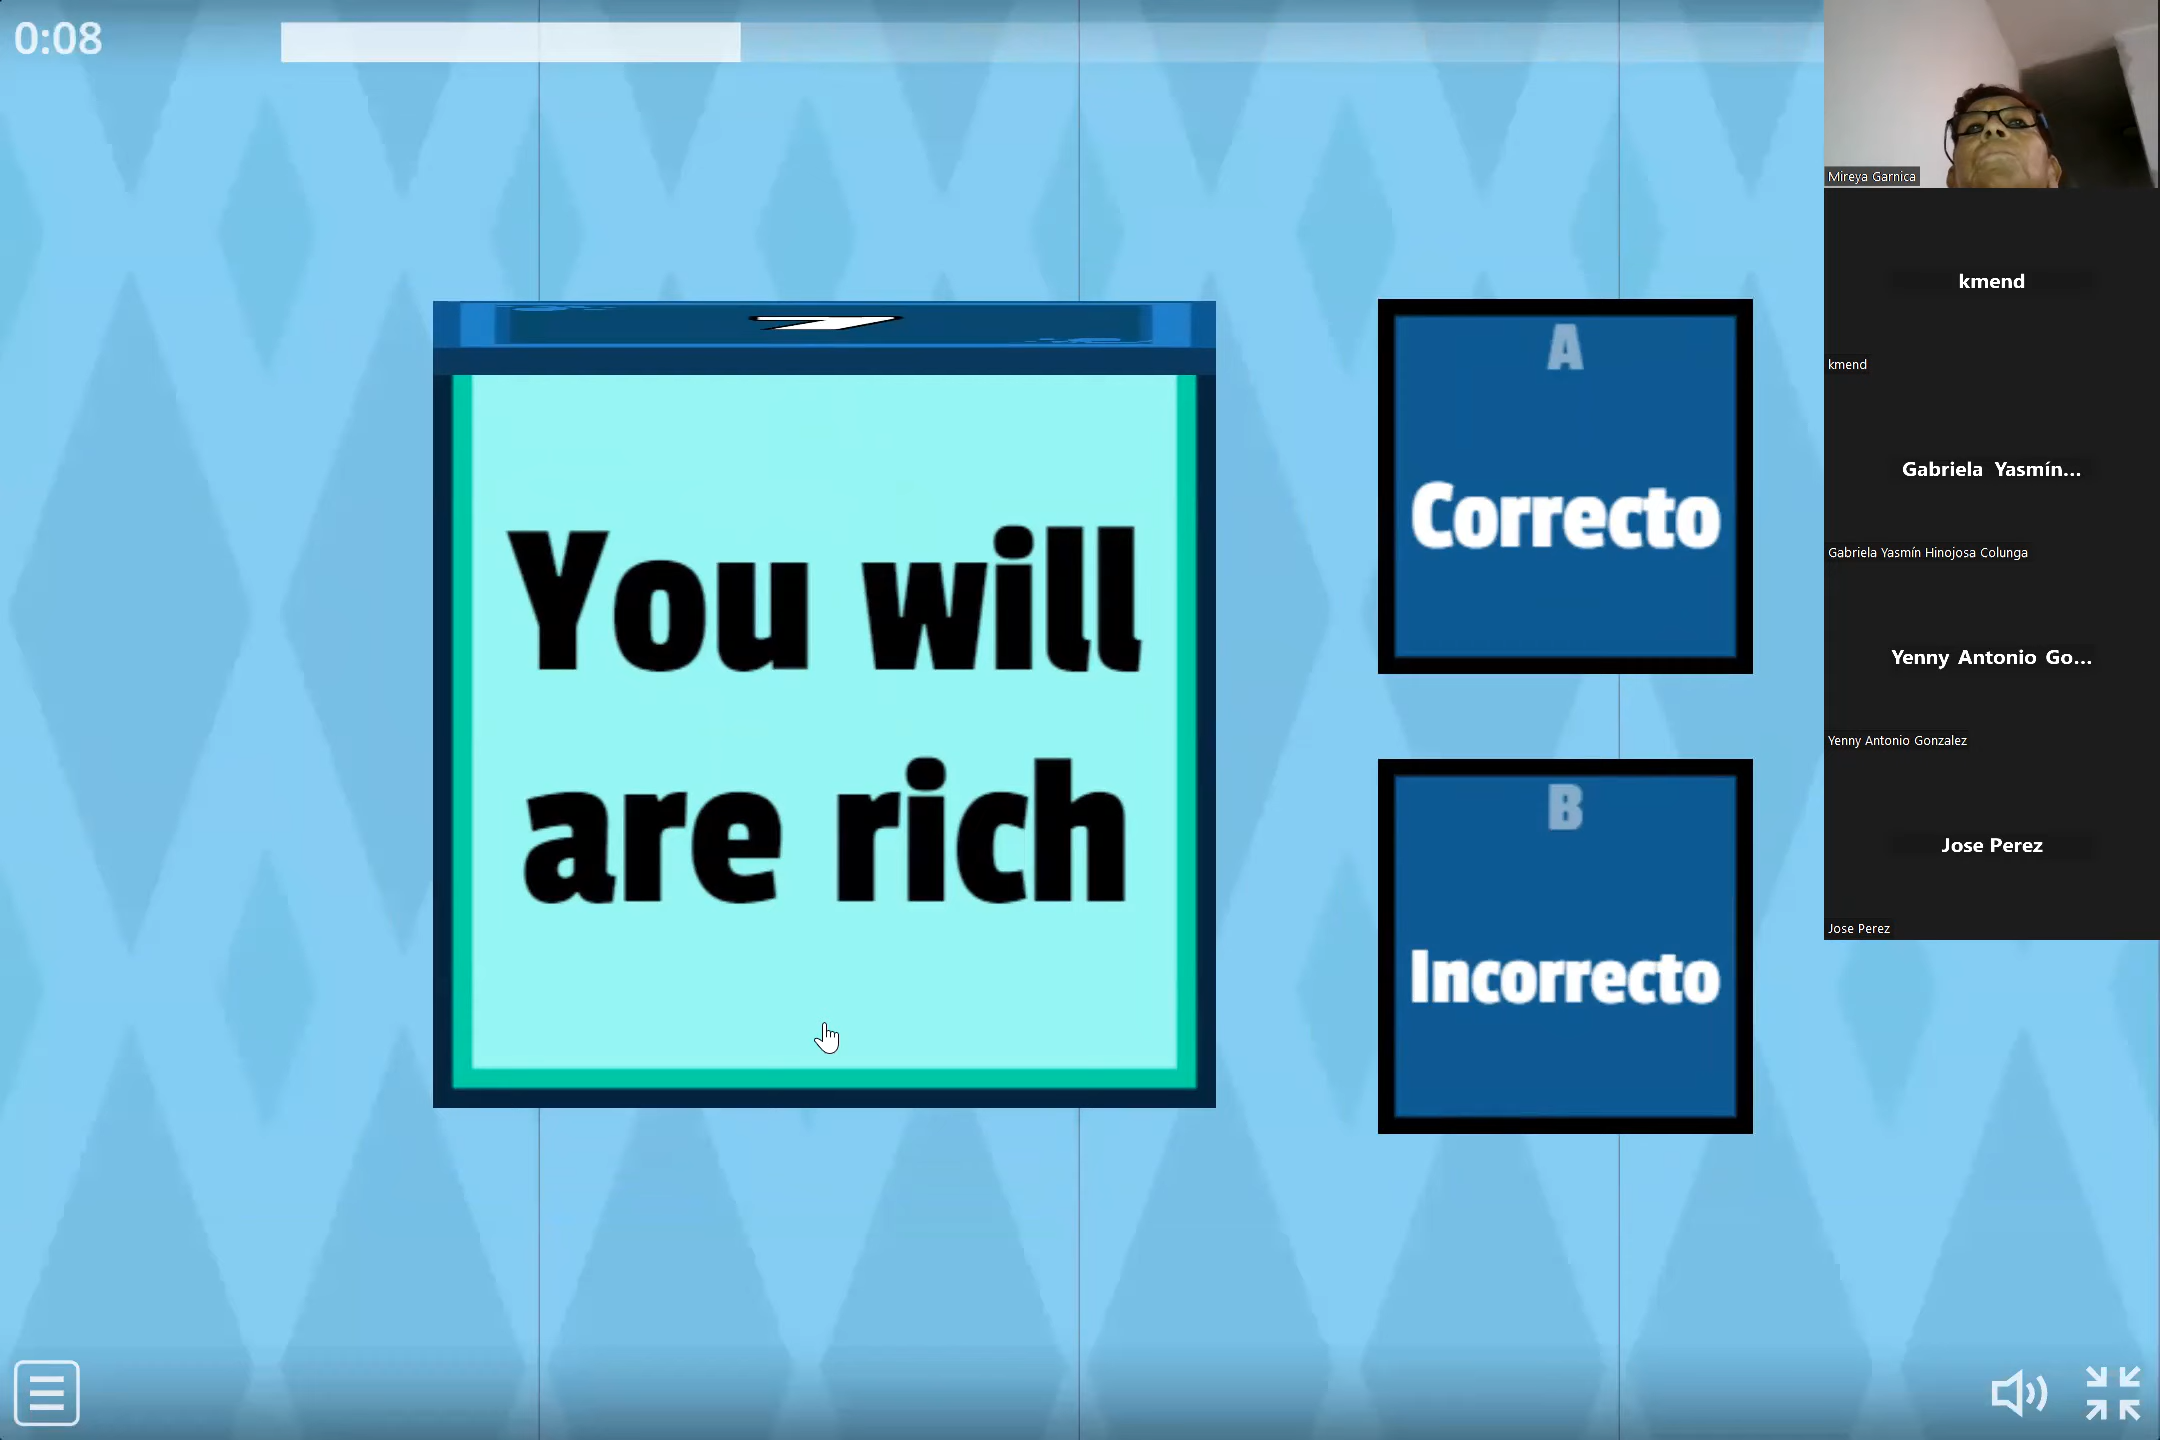 0:08
You will
are rich
A
Correcto
B
Incorrecto
Mireya Garnica
kmend
kmend
Gabriela Yasmín...
Gabriela Yasmín Hinojosa Colunga
Yenny Antonio Go...
Yenny Antonio Gonzalez
Jose Perez
Jose Perez